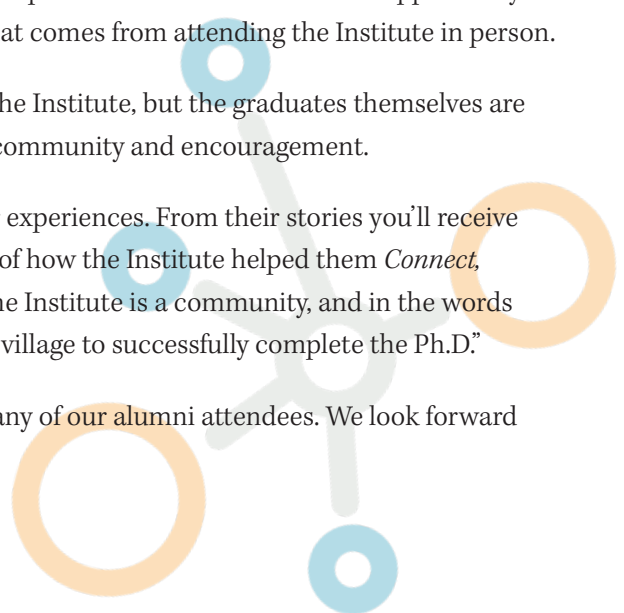 at comes from attending the Institute in person.
he Institute, but the graduates themselves are
community and encouragement.
experiences. From their stories you’ll receive
of how the Institute helped them Connect,
ne Institute is a community, and in the words
village to successfully complete the Ph.D.”
any of our alumni attendees. We look forward